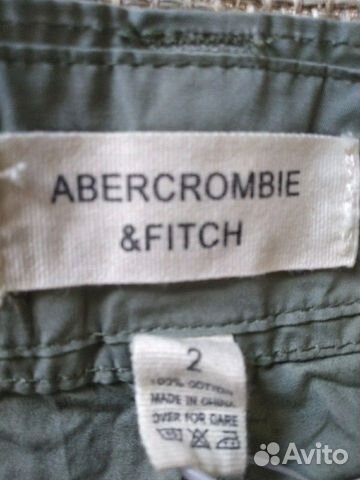 ABERCROMBIE
&FITCH
2
100% COTTON
MADE IN CHINA
OVER FOR CARE
Avito